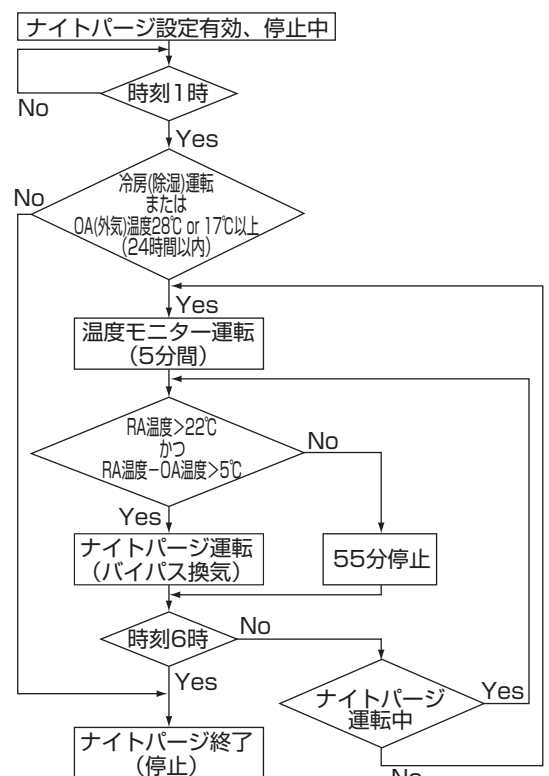 ナイトパージ設定有効、停止中
時刻1時
No
Yes
冷房(除湿)運転
または
OA(外気)温度28℃ or 17℃以上
(24時間以内)
No
Yes
温度モニター運転
(5分間)
RA温度>22℃
かつ
RA温度-OA温度>5℃
No
Yes
ナイトパージ運転
(バイパス換気)
55分停止
時刻6時
No
Yes
ナイトパージ
運転中
Yes
No
ナイトパージ終了
(停止)